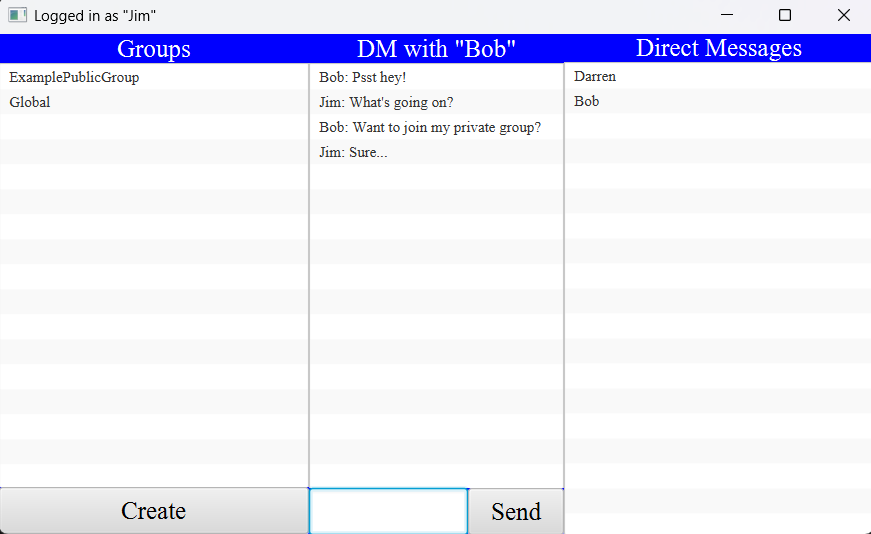 Logged in as "Jim"
Groups
DM with "Bob"
Direct Messages
ExamplePublicGroup
Global
Bob: Psst hey!
Jim: What's going on?
Bob: Want to join my private group?
Jim: Sure...
Darren
Bob
Create
Send